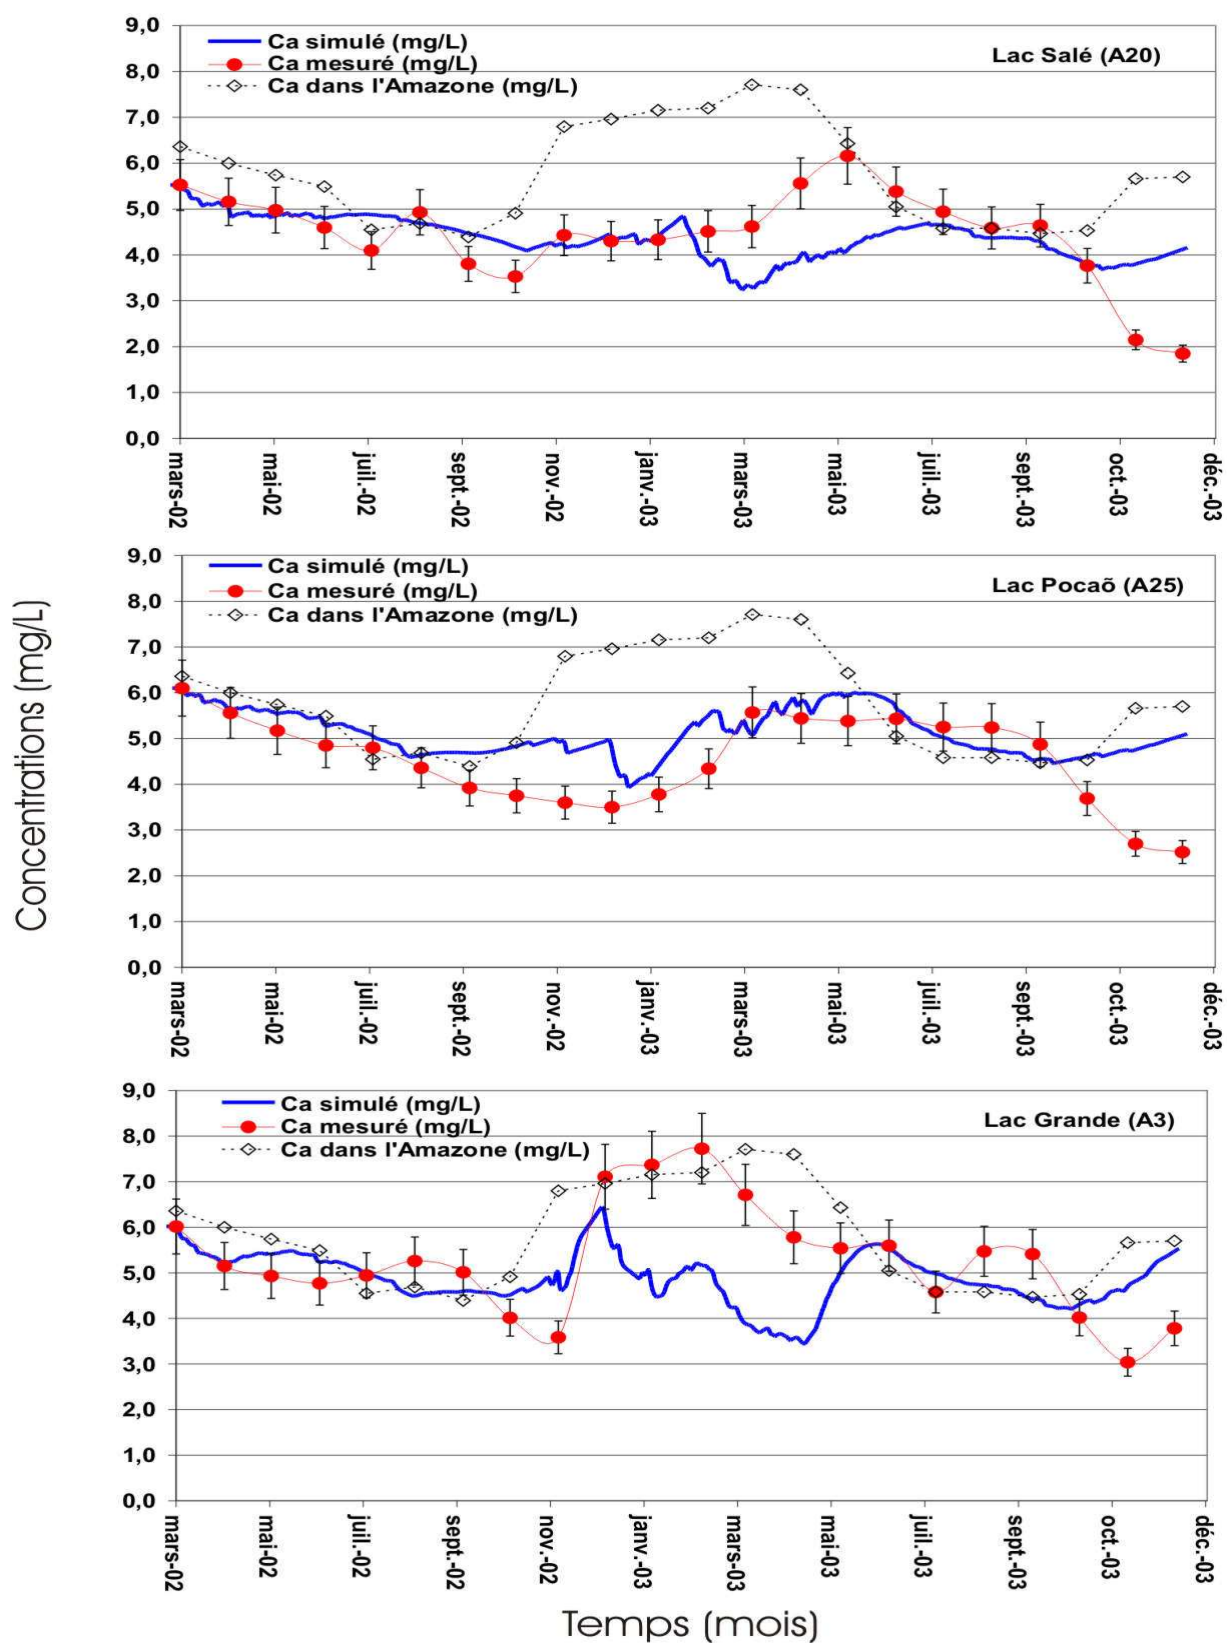 Concentrations (mg/L)
9,0
8,0
7,0
6,0
5,0
4,0
3,0
2,0
1,0
0,0
Ca simulé (mg/L)
Ca mesuré (mg/L)
Ca dans l'Amazone (mg/L)
Lac Salé (A20)
mars-02
mai-02
juil.-02
sept.-02
nov.-02
janv.-03
mars-03
mai-03
juil.-03
sept.-03
oct.-03
déc.-03
9,0
8,0
7,0
6,0
5,0
4,0
3,0
2,0
1,0
0,0
Ca simulé (mg/L)
Ca mesuré (mg/L)
Ca dans l'Amazone (mg/L)
Lac Pocaõ (A25)
mars-02
mai-02
juil.-02
sept.-02
nov.-02
janv.-03
mars-03
mai-03
juil.-03
sept.-03
oct.-03
déc.-03
9,0
8,0
7,0
6,0
5,0
4,0
3,0
2,0
1,0
0,0
Ca simulé (mg/L)
Ca mesuré (mg/L)
Ca dans l'Amazone (mg/L)
Lac Grande (A3)
mars-02
mai-02
juil.-02
sept.-02
nov.-02
janv.-03
mars-03
mai-03
juil.-03
sept.-03
oct.-03
déc.-03
Temps (mois)